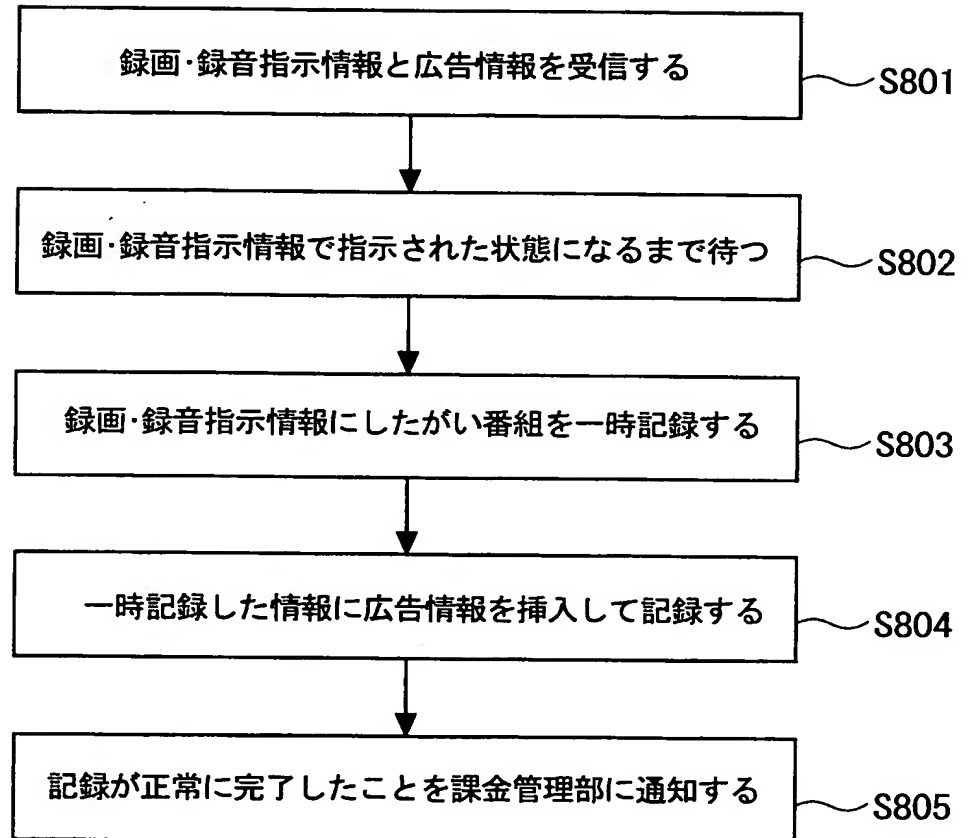 録画・録音指示情報と広告情報を受信する
S801
録画・録音指示情報で指示された状態になるまで待つ
S802
録画・録音指示情報にしたがい番組を一時記録する
S803
一時記録した情報に広告情報を挿入して記録する
S804
記録が正常に完了したことを課金管理部に通知する
S805